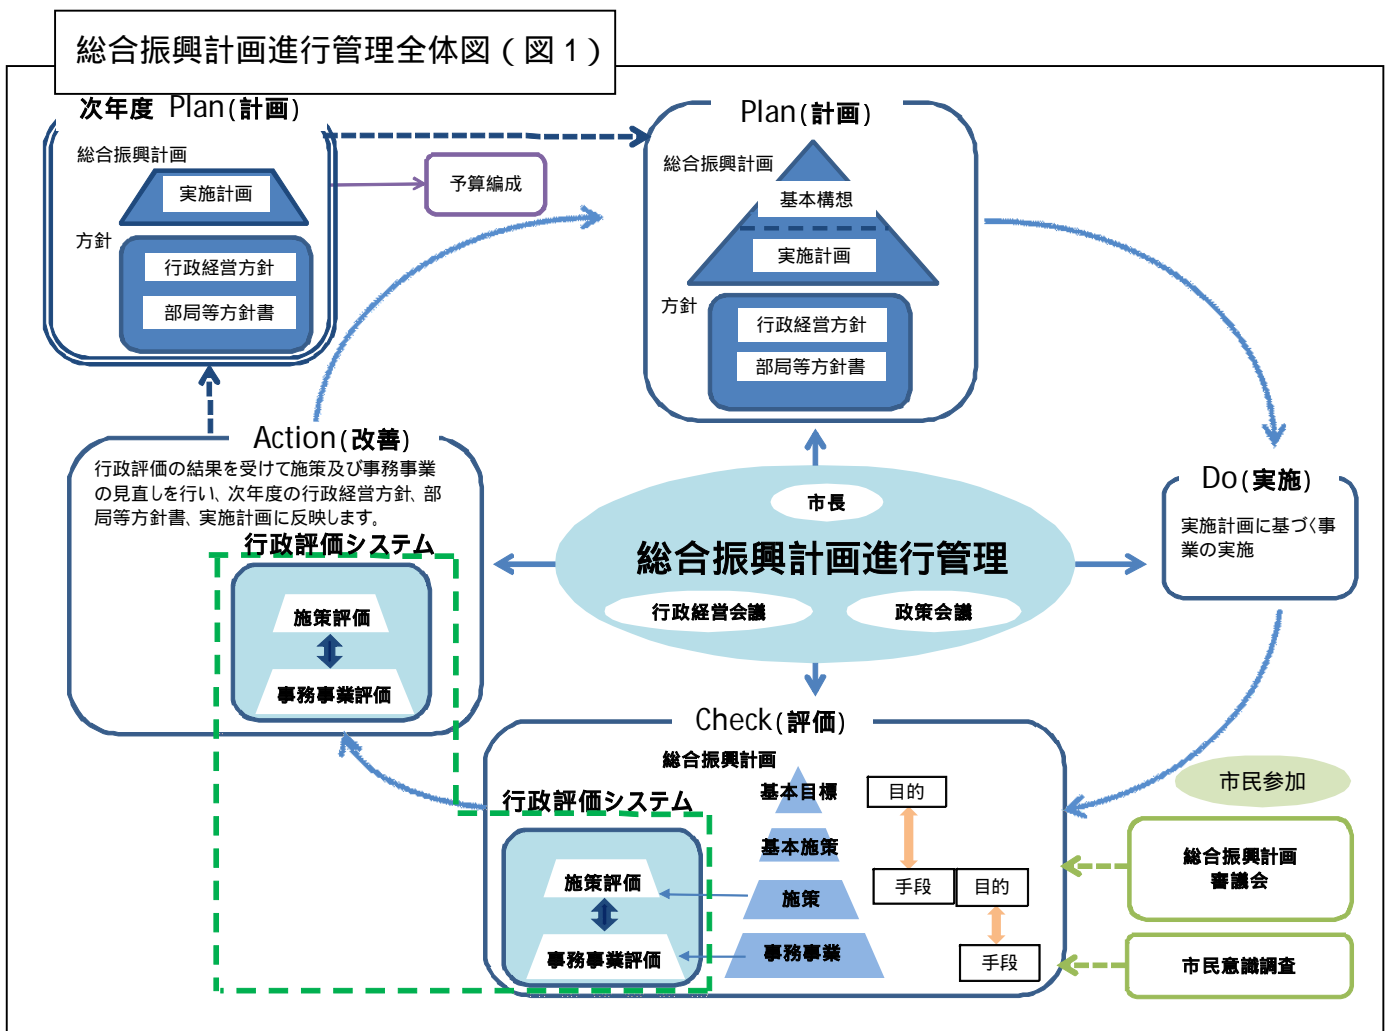 総合振興計画進行管理全体図（図1）
次年度 Plan(計画)
総合振興計画
実施計画
方針
行政経営方針
部局等方針書
予算編成
Plan(計画)
総合振興計画
基本構想
実施計画
方針
行政経営方針
部局等方針書
Action(改善)
行政評価の結果を受けて施策及び事務事業
の見直しを行い、次年度の行政経営方針、部
局等方針書、実施計画に反映します。
行政評価システム
施策評価
事務事業評価
市長
総合振興計画進行管理
行政経営会議
政策会議
Do(実施)
実施計画に基づく事
業の実施
Check(評価)
総合振興計画
基本目標
基本施策
施策
事務事業
目的
手段
目的
手段
行政評価システム
施策評価
事務事業評価
市民参加
総合振興計画
審議会
市民意識調査